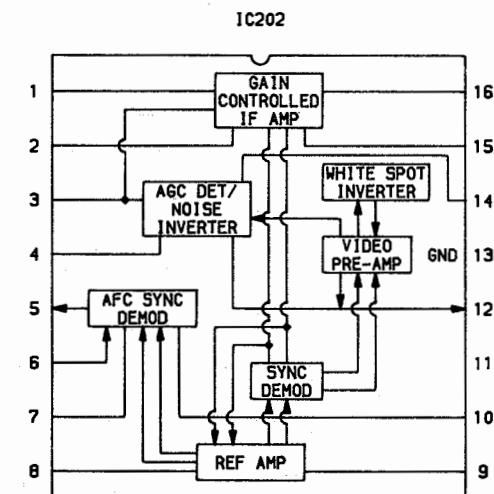 IC202
GAIN
CONTROLLED
IF AMP
1
16
2
15
WHITE SPOT
INVERTER
3
AGC DET/
NOISE
INVERTER
14
4
VIDEO
PRE-AMP
GND
13
5
AFC SYNC
DEMOD
12
6
SYNC
DEMOD
11
7
10
8
REF AMP
9